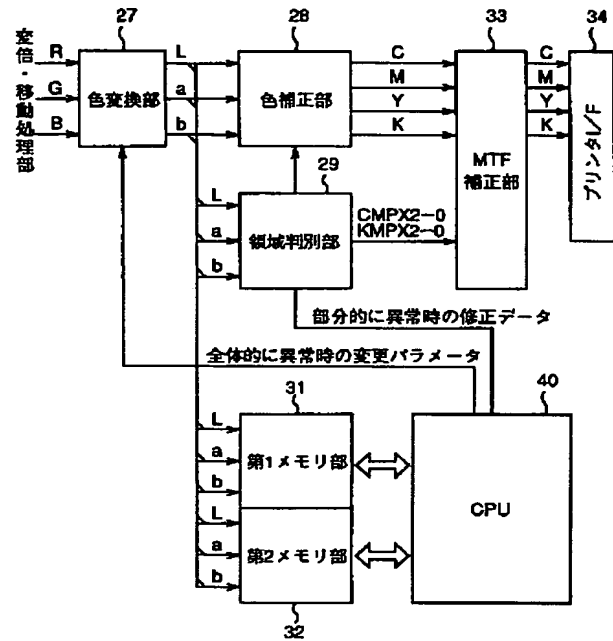 27
28
33
34
変倍・移動処理部
R
G
B
色変換部
L
a
b
色補正部
C
M
Y
K
MTF
補正部
C
M
Y
K
プリンタI/F
29
L
a
b
領域判別部
CMPX2-0
KMPX2-0
部分的に異常時の修正データ
全体的に異常時の変更パラメータ
31
40
L
a
b
第1メモリ部
L
a
b
第2メモリ部
CPU
32